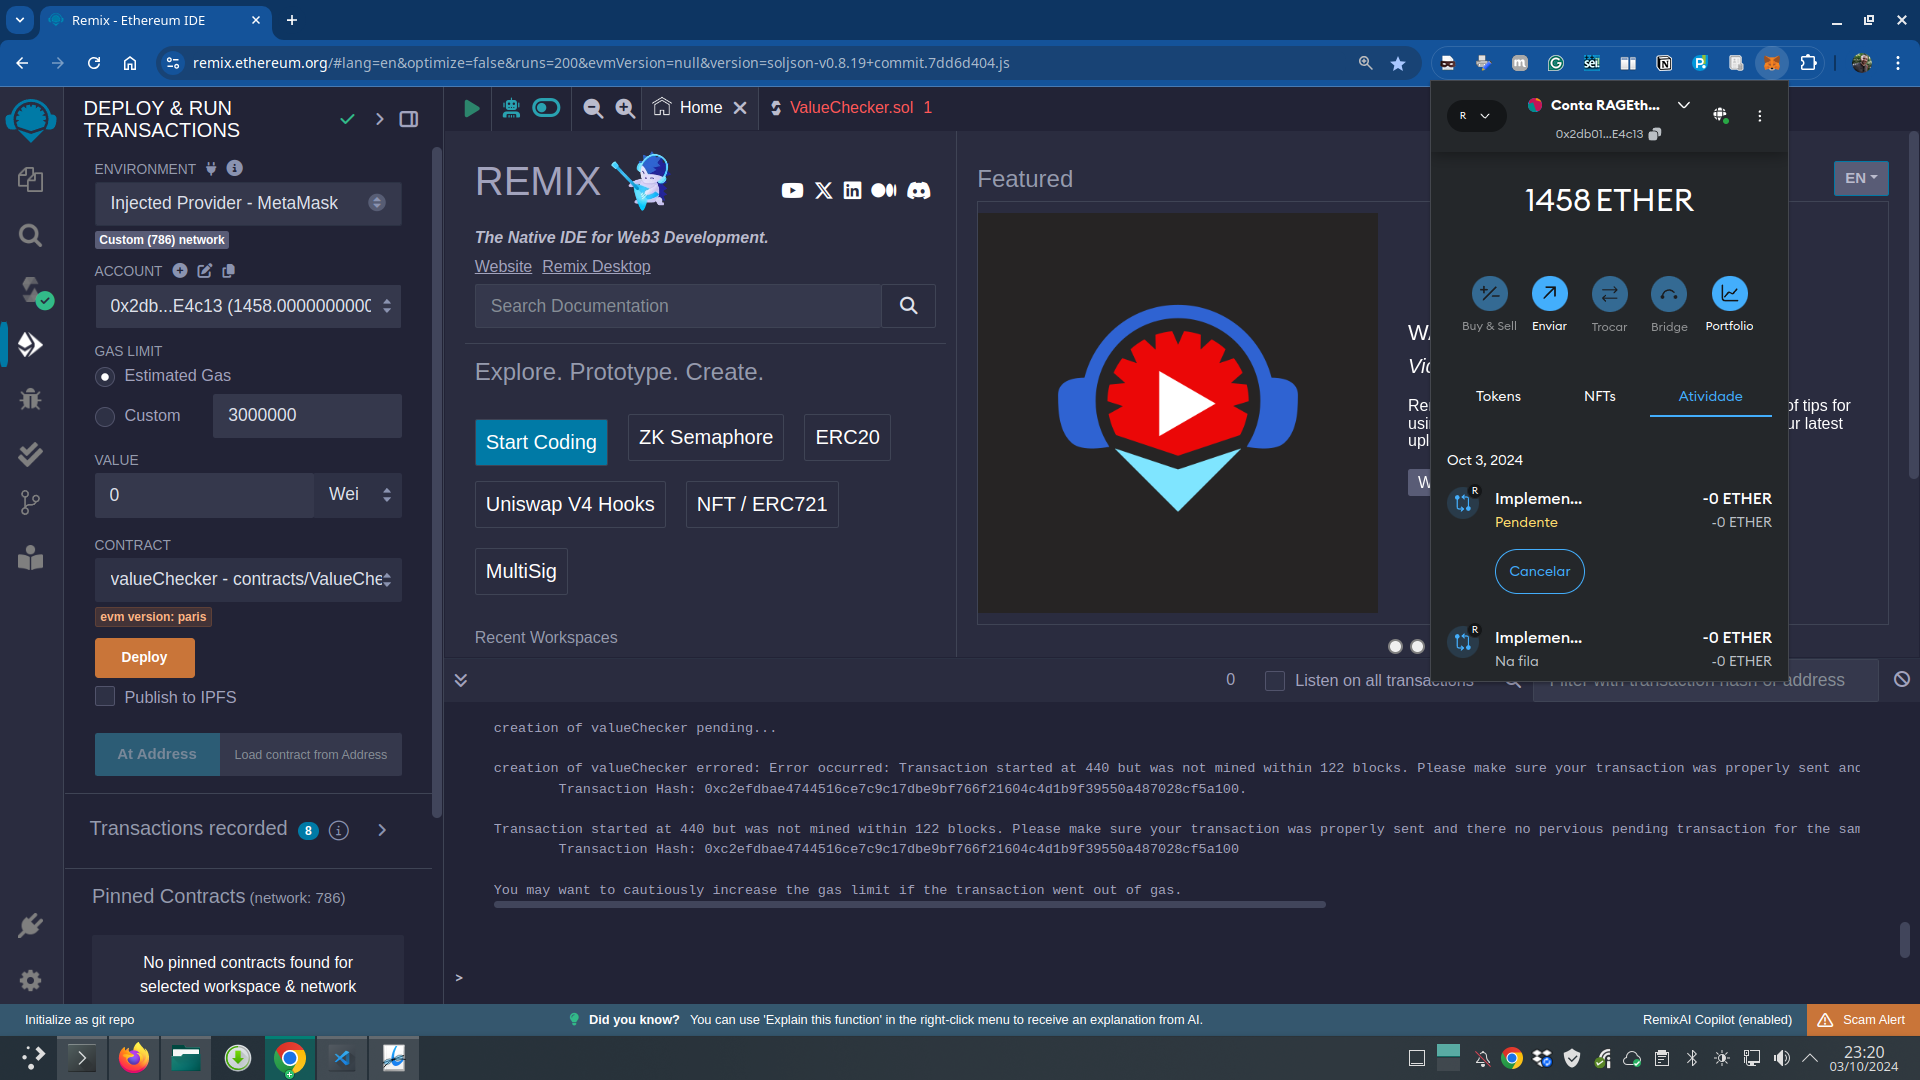 Remix - Ethereum IDE
remix.ethereum.org/#lang=en&optimize=false&runs=200&evmVersion=null&version=soljson-v0.8.19+commit.7dd6d404.js
DEPLOY & RUN
TRANSACTIONS
ENVIRONMENT
Injected Provider - MetaMask
Custom (786) network
ACCOUNT
0x2db...E4c13 (1458.0000000000
GAS LIMIT
Estimated Gas
Custom
3000000
VALUE
0
Wei
CONTRACT
valueChecker - contracts/ValueChe
evm version: paris
Deploy
Publish to IPFS
At Address
Load contract from Address
Transactions recorded 8
Pinned Contracts (network: 786)
No pinned contracts found for
selected workspace & network
Home
ValueChecker.sol 1
REMIX
The Native IDE for Web3 Development.
Website Remix Desktop
Search Documentation
Explore. Prototype. Create.
Start Coding
ZK Semaphore
ERC20
Uniswap V4 Hooks
NFT / ERC721
MultiSig
Recent Workspaces
Featured
EN
of tips for
ur latest
upl
R
Conta RAGEth...
0x2db01...E4c13
1458 ETHER
Buy & Sell
Enviar
Trocar
Bridge
Portfolio
Tokens
NFTs
Atividade
Oct 3, 2024
R
Implemen...
-0 ETHER
Pendente
-0 ETHER
Cancelar
R
Implemen...
-0 ETHER
Na fila
-0 ETHER
0
Listen on all transactions
Filter with transaction hash or address
creation of valueChecker pending...
creation of valueChecker errored: Error occurred: Transaction started at 440 but was not mined within 122 blocks. Please make sure your transaction was properly sent and
Transaction Hash: 0xc2efdbae4744516ce7c9c17dbe9bf766f21604c4d1b9f39550a487028cf5a100.
Transaction started at 440 but was not mined within 122 blocks. Please make sure your transaction was properly sent and there no pervious pending transaction for the sam
Transaction Hash: 0xc2efdbae4744516ce7c9c17dbe9bf766f21604c4d1b9f39550a487028cf5a100
You may want to cautiously increase the gas limit if the transaction went out of gas.
>
Initialize as git repo
Did you know? You can use 'Explain this function' in the right-click menu to receive an explanation from AI.
RemixAI Copilot (enabled)
Scam Alert
23:20
03/10/2024